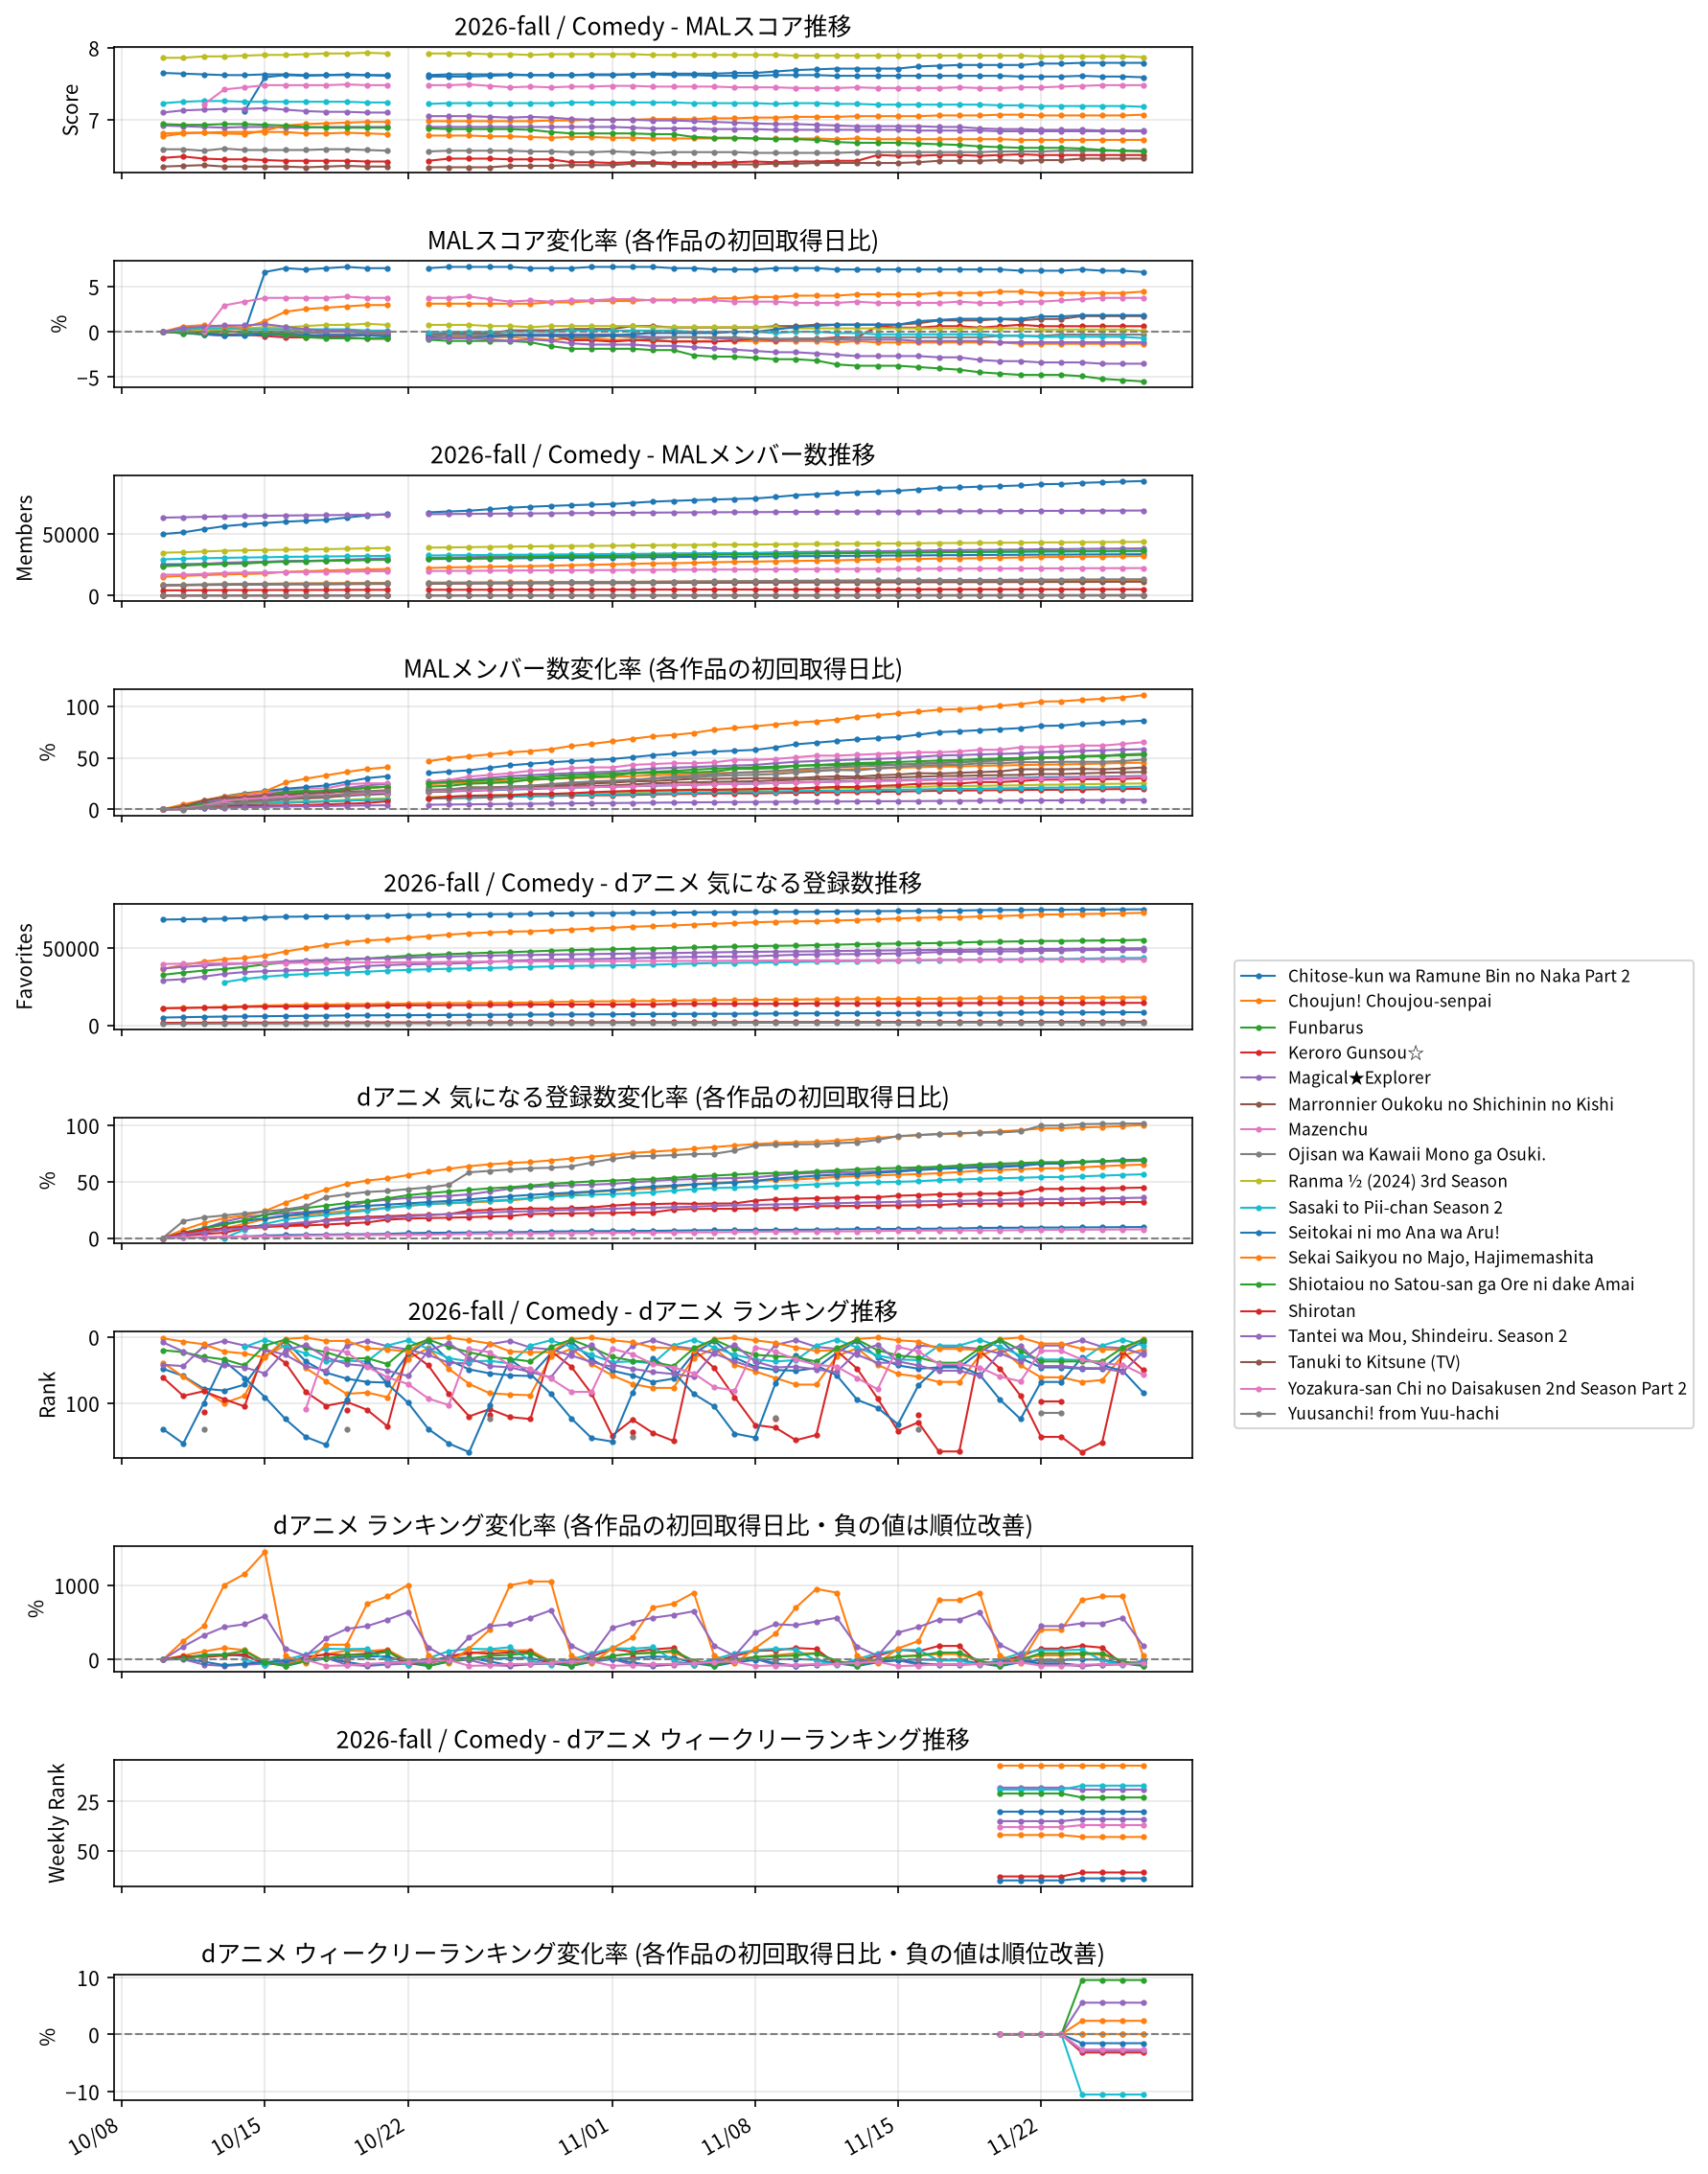 2026-fall / Comedy - MALスコア推移
8
7
Score
MALスコア変化率 (各作品の初回取得日比)
5
0
−5
%
2026-fall / Comedy - MALメンバー数推移
50000
0
Members
MALメンバー数変化率 (各作品の初回取得日比)
100
50
0
%
2026-fall / Comedy - dアニメ 気になる登録数推移
50000
0
Favorites
dアニメ 気になる登録数変化率 (各作品の初回取得日比)
100
50
0
%
2026-fall / Comedy - dアニメ ランキング推移
0
100
Rank
dアニメ ランキング変化率 (各作品の初回取得日比・負の値は順位改善)
1000
0
%
2026-fall / Comedy - dアニメ ウィークリーランキング推移
25
50
Weekly Rank
dアニメ ウィークリーランキング変化率 (各作品の初回取得日比・負の値は順位改善)
10
0
−10
%
10/08
10/15
10/22
11/01
11/08
11/15
11/22
Chitose-kun wa Ramune Bin no Naka Part 2
Choujun! Choujou-senpai
Funbarus
Keroro Gunsou☆
Magical★Explorer
Marronnier Oukoku no Shichinin no Kishi
Mazenchu
Ojisan wa Kawaii Mono ga Osuki.
Ranma ½ (2024) 3rd Season
Sasaki to Pii-chan Season 2
Seitokai ni mo Ana wa Aru!
Sekai Saikyou no Majo, Hajimemashita
Shiotaiou no Satou-san ga Ore ni dake Amai
Shirotan
Tantei wa Mou, Shindeiru. Season 2
Tanuki to Kitsune (TV)
Yozakura-san Chi no Daisakusen 2nd Season Part 2
Yuusanchi! from Yuu-hachi